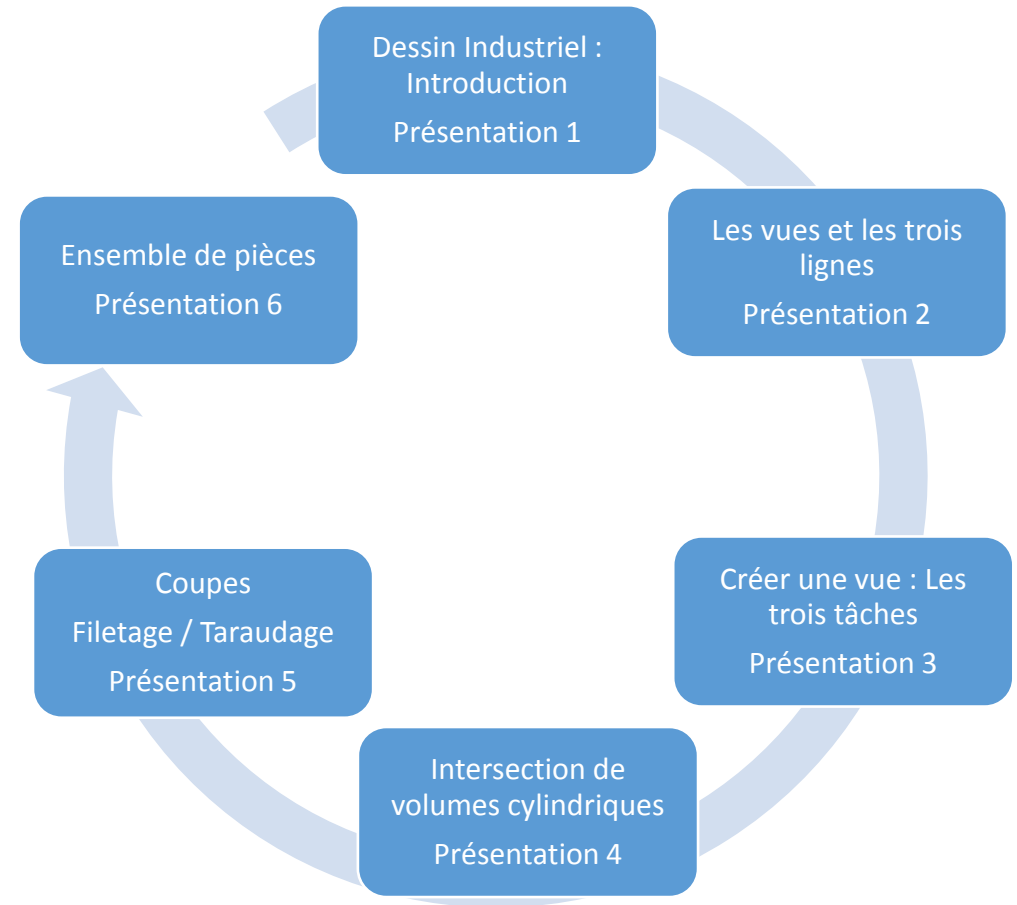 Dessin Industriel :
Introduction
Présentation 1
Les vues et les trois
lignes
Présentation 2
Créer une vue : Les
trois tâches
Présentation 3
Intersection de
volumes cylindriques
Présentation 4
Coupes
Filetage / Taraudage
Présentation 5
Ensemble de pièces
Présentation 6